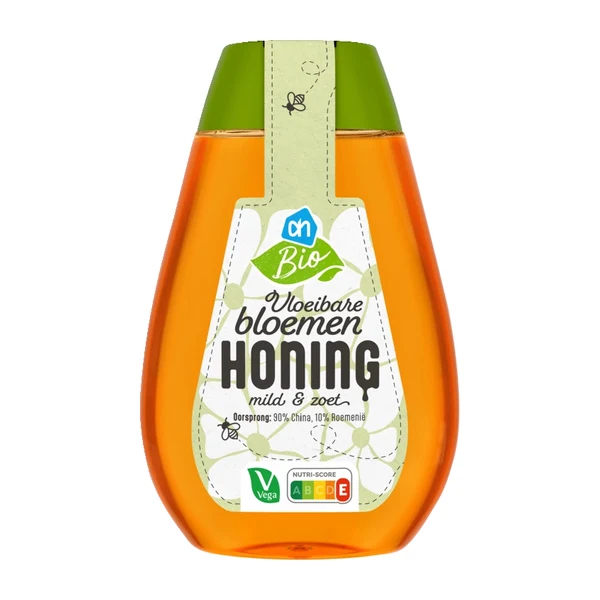 ah
Bio
Vloeibare
bloemen
HONING
mild & zoet
Oorsprong: 90% China, 10% Roemenië
V
Vega
NUTRI-SCORE
A B C D E